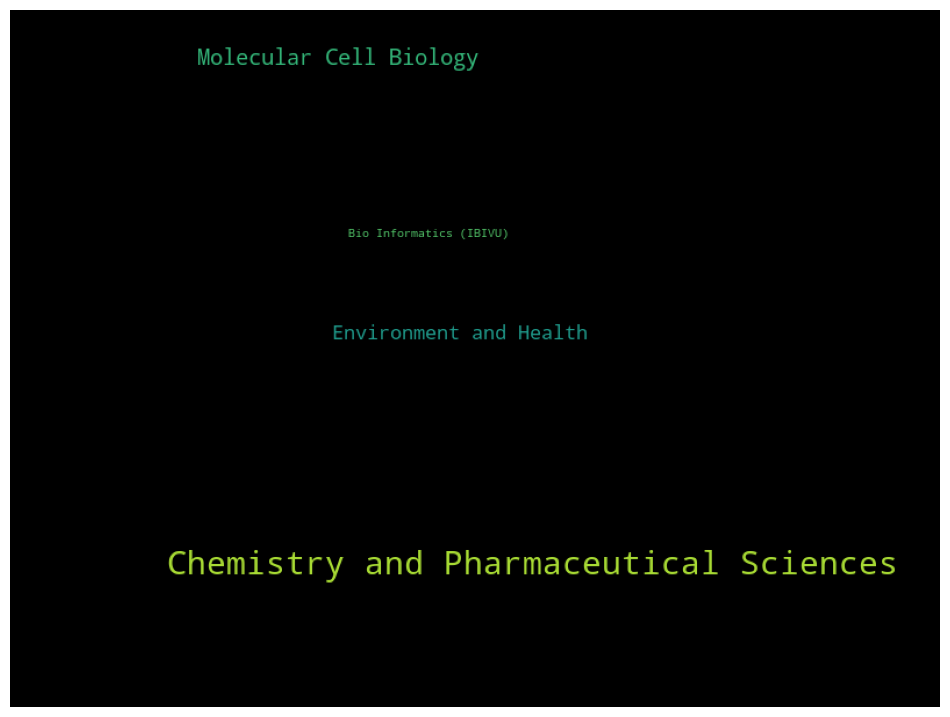 Molecular Cell Biology
Bio Informatics (IBIVU)
Environment and Health
Chemistry and Pharmaceutical Sciences